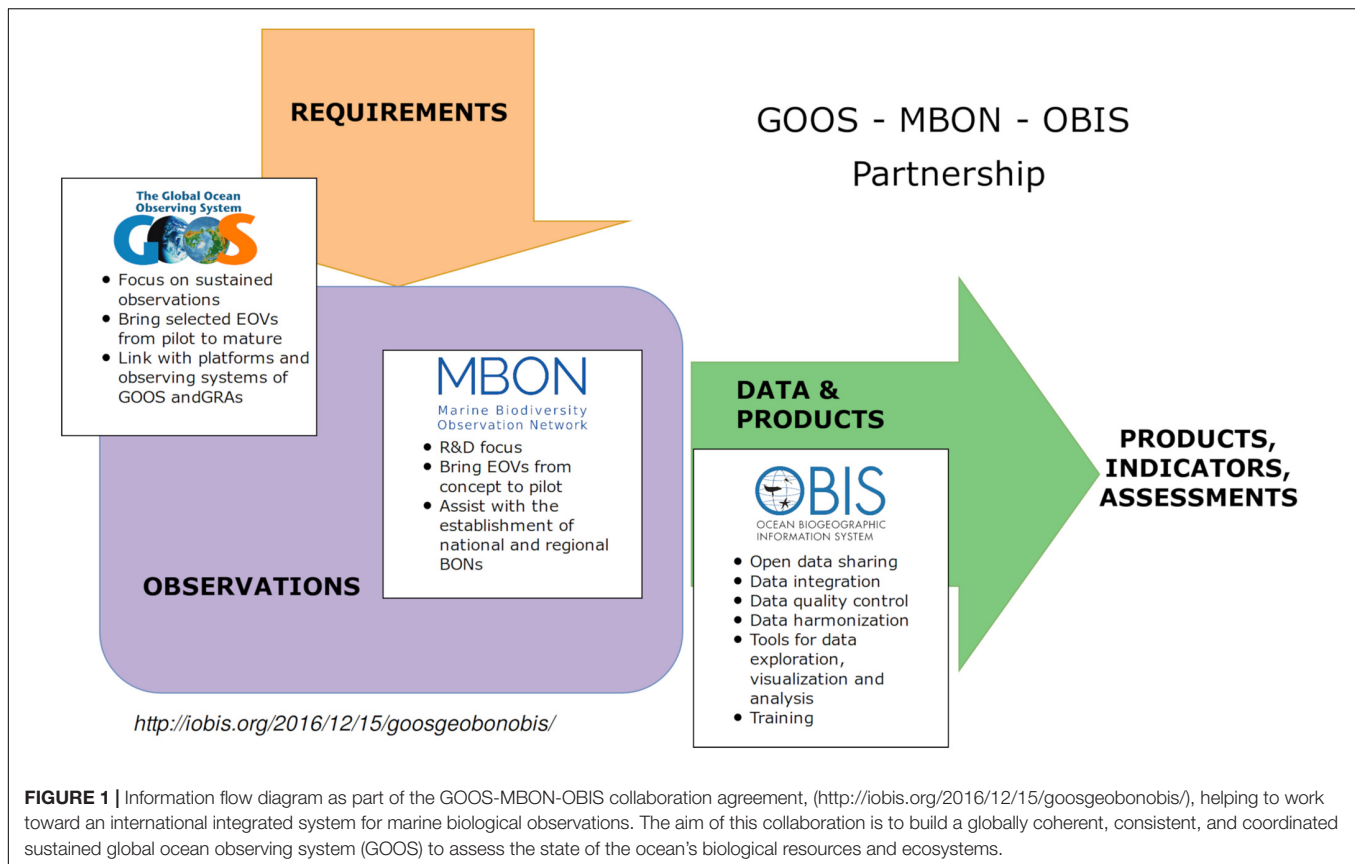 REQUIREMENTS
GOOS - MBON - OBIS
Partnership
The Global Ocean
Observing System
GOOS
• Focus on sustained
observations
• Bring selected EOVs
from pilot to mature
• Link with platforms and
observing systems of
GOOS andGRAs
MBON
Marine Biodiversity
Observation Network
• R&D focus
• Bring EOVs from
concept to pilot
• Assist with the
establishment of
national and regional
BONs
OBSERVATIONS
DATA &
PRODUCTS
OBIS
OCEAN BIOGEOGRAPHIC
INFORMATION SYSTEM
• Open data sharing
• Data integration
• Data quality control
• Data harmonization
• Tools for data
exploration,
visualization and
analysis
• Training
PRODUCTS,
INDICATORS,
ASSESSMENTS
http://iobis.org/2016/12/15/goosgeobonobis/
FIGURE 1 | Information flow diagram as part of the GOOS-MBON-OBIS collaboration agreement, (http://iobis.org/2016/12/15/goosgeobonobis/), helping to work
toward an international integrated system for marine biological observations. The aim of this collaboration is to build a globally coherent, consistent, and coordinated
sustained global ocean observing system (GOOS) to assess the state of the ocean's biological resources and ecosystems.